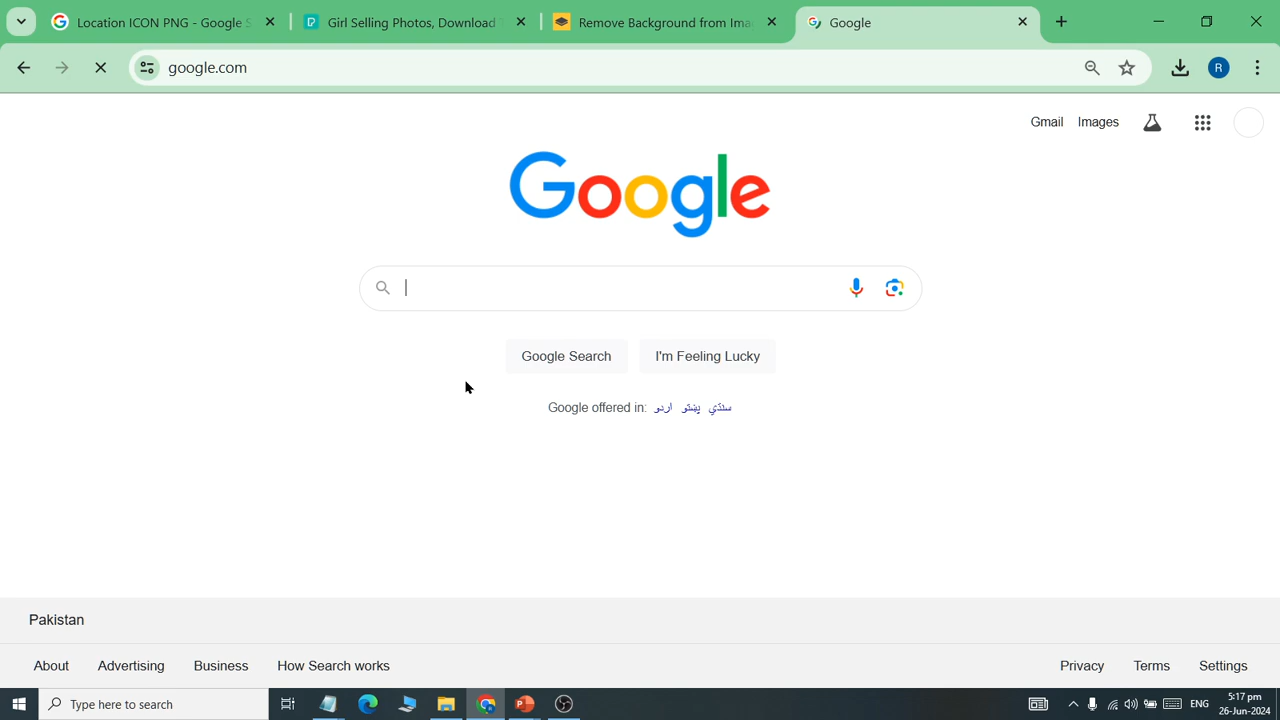 Location ICON PNG - Google S
Girl Selling Photos, Download
Remove Background from Ima
Google
google.com
R
Gmail Images
Google
Google Search I'm Feeling Lucky
Google offered in: اردو پښتو سنڌي
Pakistan
About Advertising Business How Search works
Privacy Terms Settings
Type here to search
ENG
5:17 pm
26-Jun-2024